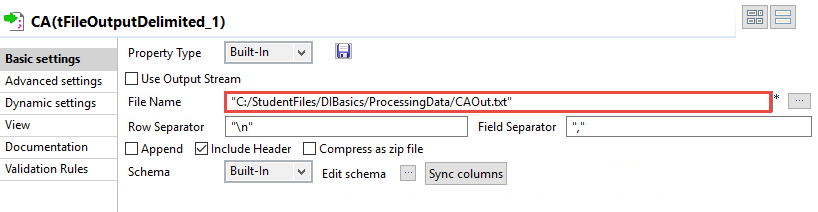 CA(tFileOutputDelimited_1)
Basic settings
Advanced settings
Dynamic settings
View
Documentation
Validation Rules
Property Type Built-In
Use Output Stream
File Name "C:/StudentFiles/DIBasics/ProcessingData/CAOut.txt" * ...
Row Separator "\n" Field Separator ","
Append Include Header Compress as zip file
Schema Built-In Edit schema ... Sync columns